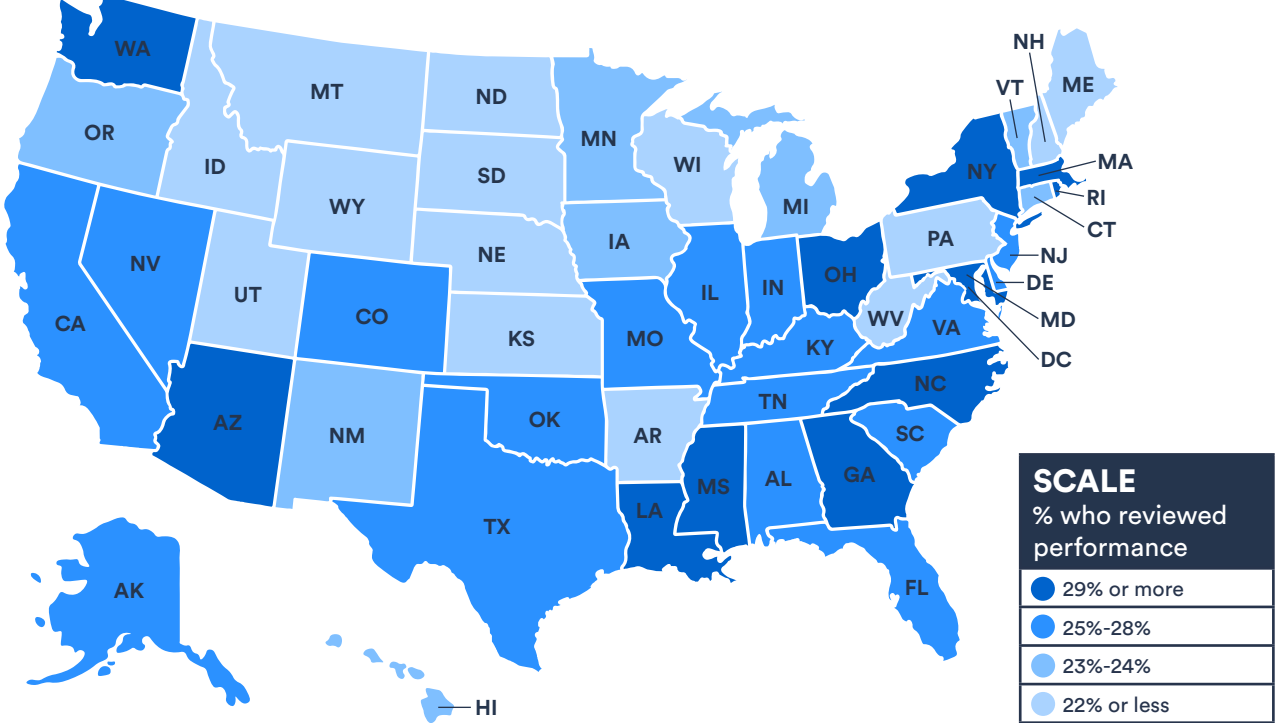 WA
MT
ND
MN
OR
ID
SD
WI
WY
MI
NE
IA
NV
UT
CO
KS
CA
MO
IL
IN
OH
KY
WV
VA
PA
NY
VT
NH
ME
MA
RI
CT
NJ
DE
MD
DC
AZ
NM
OK
AR
TN
NC
SC
TX
LA
MS
AL
GA
FL
AK
HI
SCALE
% who reviewed
performance
29% or more
25%-28%
23%-24%
22% or less